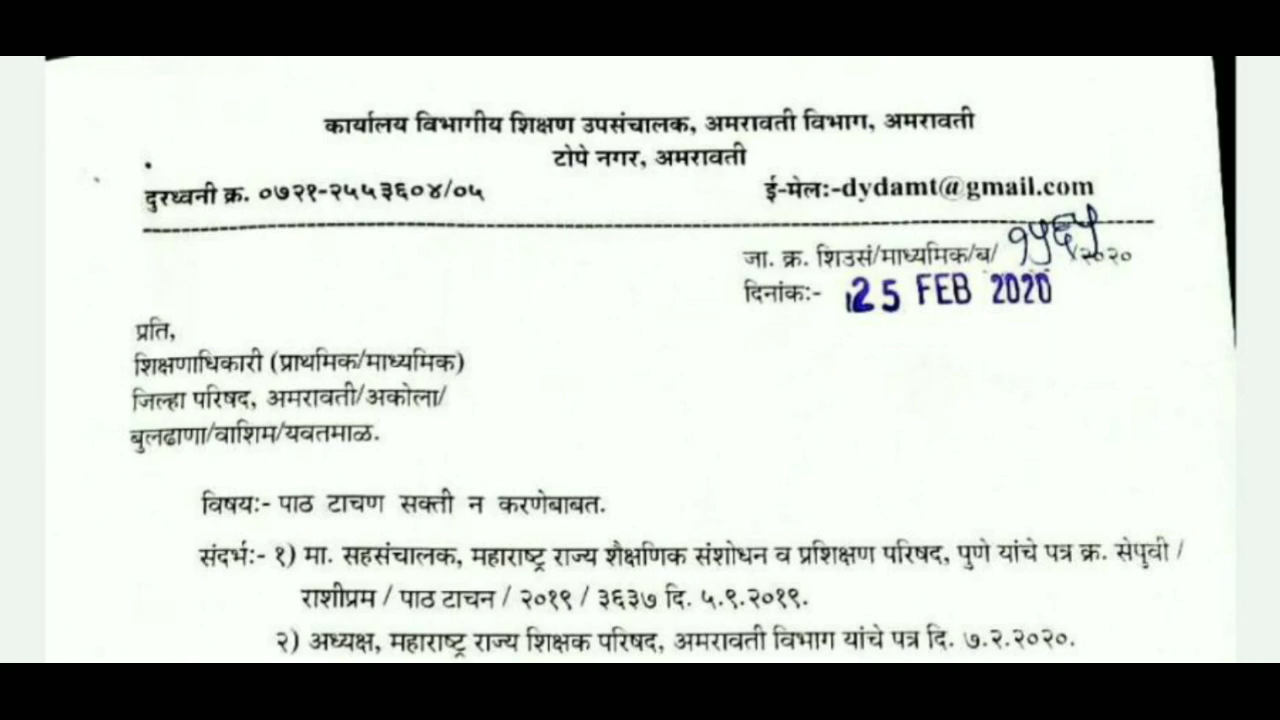 कार्यालय विभागीय शिक्षण उपसंचालक, अमरावती विभाग, अमरावती
टोपे नगर, अमरावती
दुरध्वनी क्र. ०७२१-२५५३६०४/०५ ई-मेल:-dydamt@gmail.com
जा. क्र. शिउसं/माध्यमिक/ब/ १५६५/२०२०
दिनांक:- 25 FEB 2020
प्रति,
शिक्षणाधिकारी (प्राथमिक/माध्यमिक)
जिल्हा परिषद, अमरावती/अकोला/
बुलढाणा/वाशिम/यवतमाळ.
विषय:- पाठ टाचण सक्ती न करणेबाबत.
संदर्भ:- १) मा. सहसंचालक, महाराष्ट्र राज्य शैक्षणिक संशोधन व प्रशिक्षण परिषद, पुणे यांचे पत्र क्र. सेपुवी /
राशीप्रम / पाठ टाचन / २०१९ / ३६३७ दि. ५.९.२०१९.
२) अध्यक्ष, महाराष्ट्र राज्य शिक्षक परिषद, अमरावती विभाग यांचे पत्र दि. ७.२.२०२०.